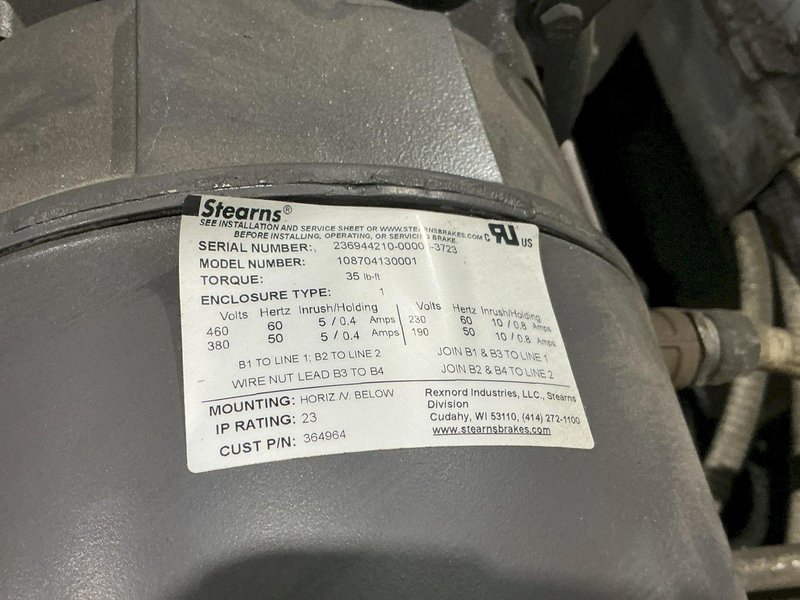 Stearns®
SEE INSTALLATION AND SERVICE SHEET OR WWW.STEARNSBRAKES.COM
BEFORE INSTALLING, OPERATING, OR SERVICING BRAKE.
C RU US
SERIAL NUMBER: 236944210-0000 -3723
MODEL NUMBER: 108704130001
TORQUE: 35 lb-ft
ENCLOSURE TYPE: 1
Volts Hertz Inrush/Holding Volts Hertz Inrush/Holding
460 60 5 / 0.4 Amps 230 60 10 / 0.8 Amps
380 50 5 / 0.4 Amps 190 50 10 / 0.8 Amps
B1 TO LINE 1; B2 TO LINE 2 JOIN B1 & B3 TO LINE 1
WIRE NUT LEAD B3 TO B4 JOIN B2 & B4 TO LINE 2
MOUNTING: HORIZ./V. BELOW
IP RATING: 23
CUST P/N: 364964
Rexnord Industries, LLC., Stearns
Division
Cudahy, WI 53110, (414) 272-1100
www.stearnsbrakes.com